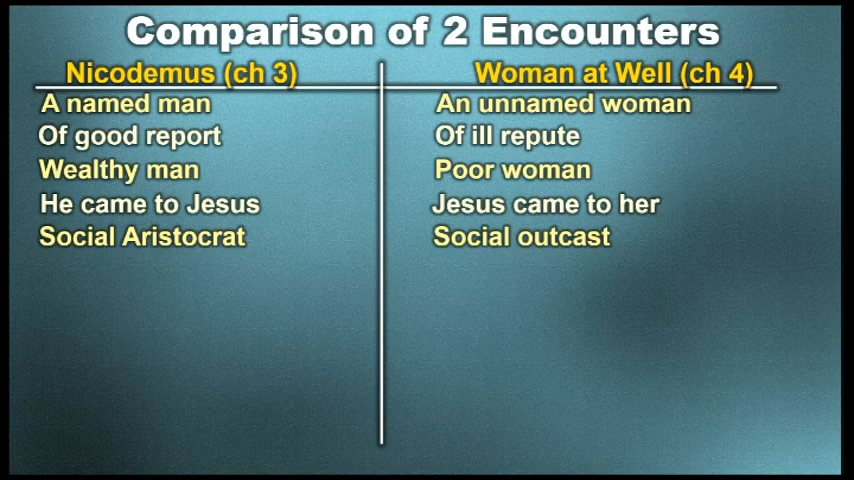 Comparison of 2 Encounters
Nicodemus (ch 3) Woman at Well (ch 4)
A named man An unnamed woman
Of good report Of ill repute
Wealthy man Poor woman
He came to Jesus Jesus came to her
Social Aristocrat Social outcast